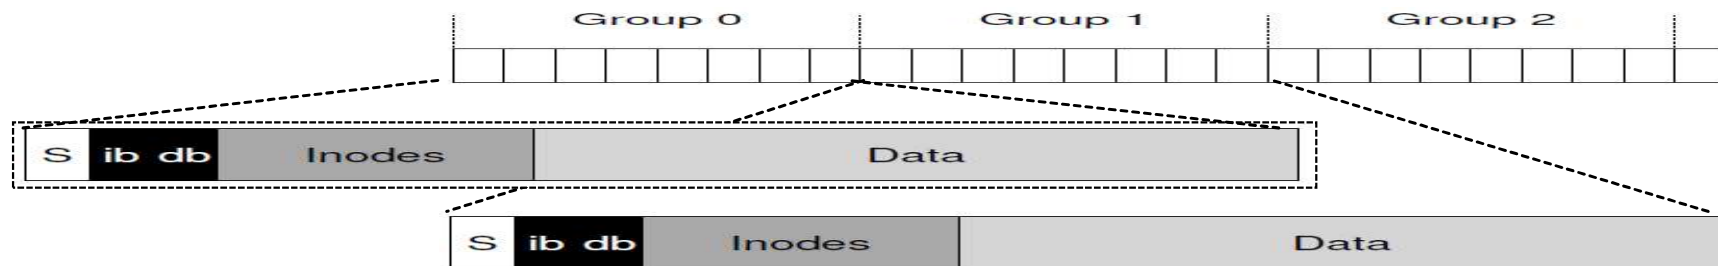 Group 0 Group 1 Group 2
S ib db Inodes Data
S ib db Inodes Data